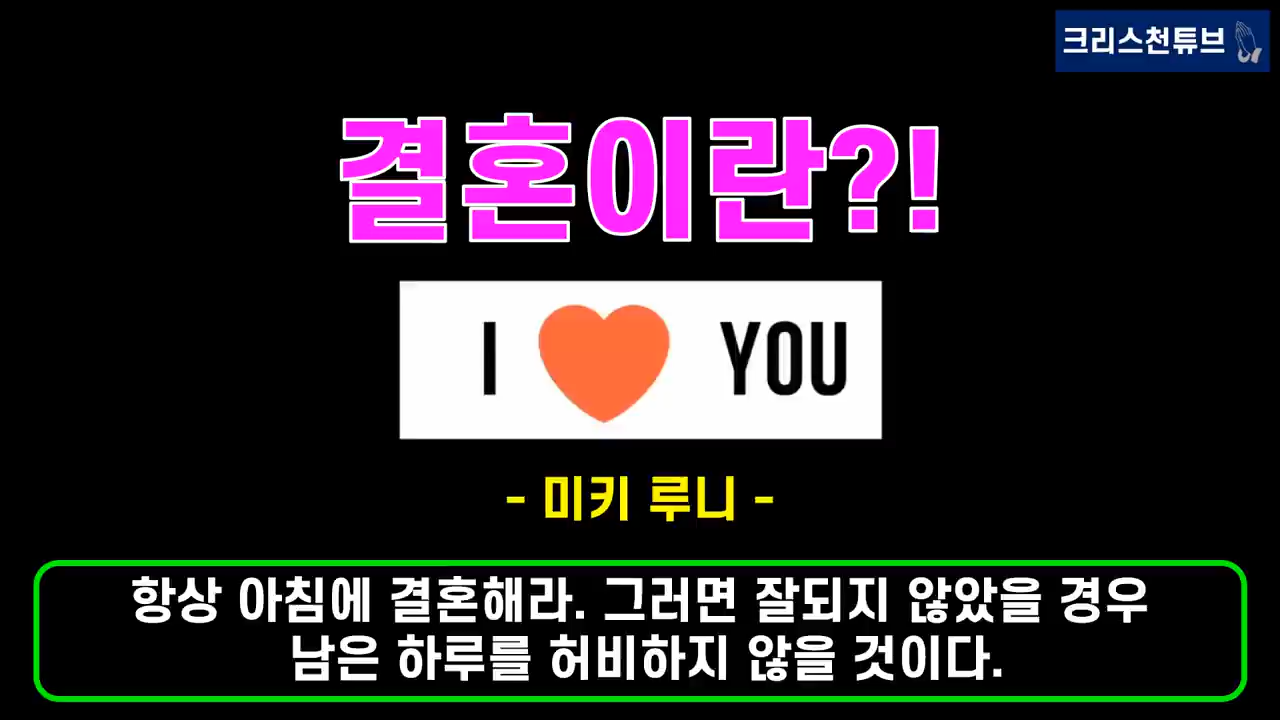 크리스천튜브
결혼이란?!
I YOU
- 미키 루니 -
항상 아침에 결혼해라. 그러면 잘되지 않았을 경우
남은 하루를 허비하지 않을 것이다.